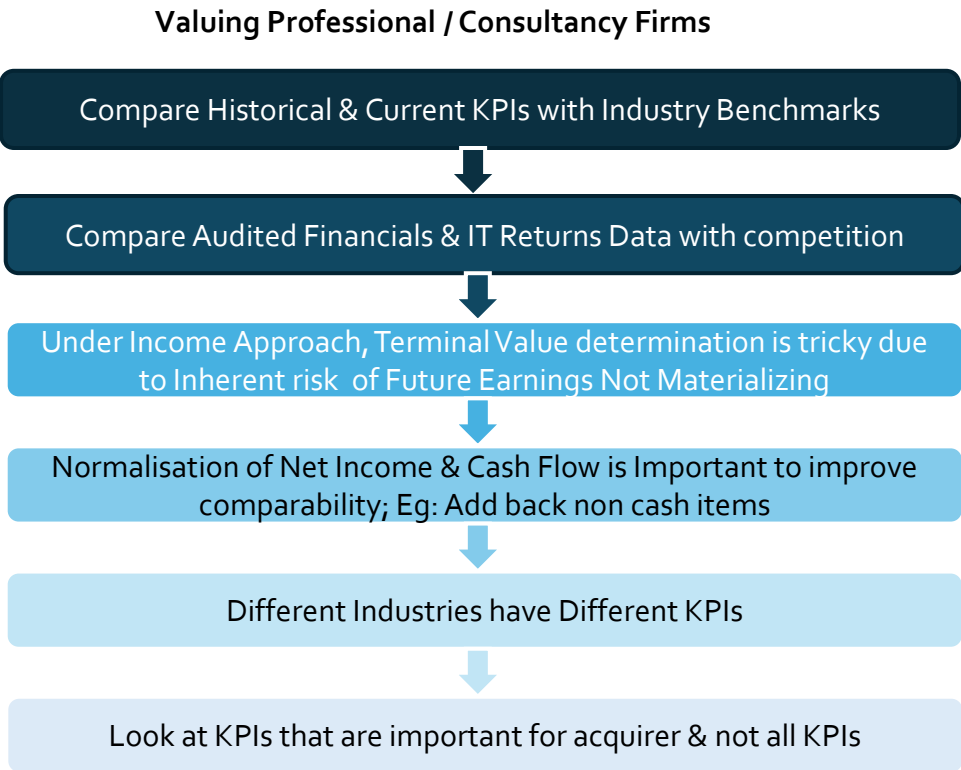 Valuing Professional / Consultancy Firms
Compare Historical & Current KPIs with Industry Benchmarks
Compare Audited Financials & IT Returns Data with competition
Under Income Approach, Terminal Value determination is tricky due
to Inherent risk of Future Earnings Not Materializing
Normalisation of Net Income & Cash Flow is Important to improve
comparability; Eg: Add back non cash items
Different Industries have Different KPIs
Look at KPIs that are important for acquirer & not all KPIs